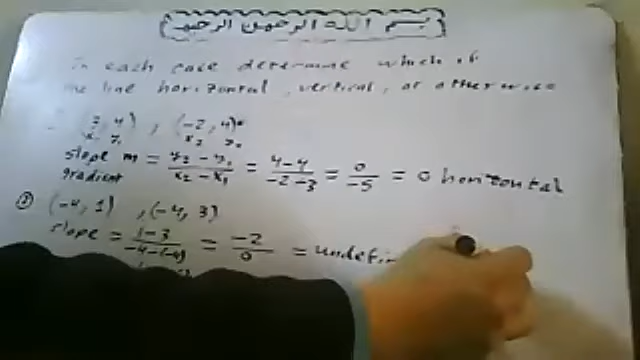 بسم الله الرحمن الرحيم
In each case determine which of
the line horizontal, vertical, or otherwise
(3, 4) , (-2, 4)
x₁ y₁ x₂ y₂
slope m = y₂ - y₁ / x₂ - x₁ = 4-4 / -2-3 = 0 / -5 = 0 horizontal
gradient
② (-4, 1) , (-4, 3)
slope = 1-3 / -4-(-4) = -2 / 0 = undefin